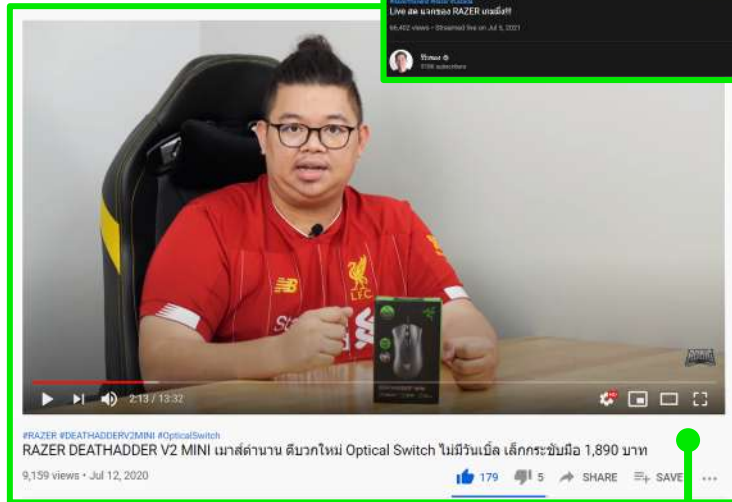 Live สด แจกของ RAZER เกมมิ่ง!!!
66,402 views • Streamed live on Jul 5, 2021
L.F.C.
2:13 / 13:32
#RAZER #DEATHADDERV2MINI #OpticalSwitch
RAZER DEATHADDER V2 MINI เมาส์ตำนาน ตีบวกใหม่ Optical Switch ไม่มีวันเบิ้ล เล็กกระชับมือ 1,890 บาท
9,159 views • Jul 12, 2020
179 5 SHARE SAVE